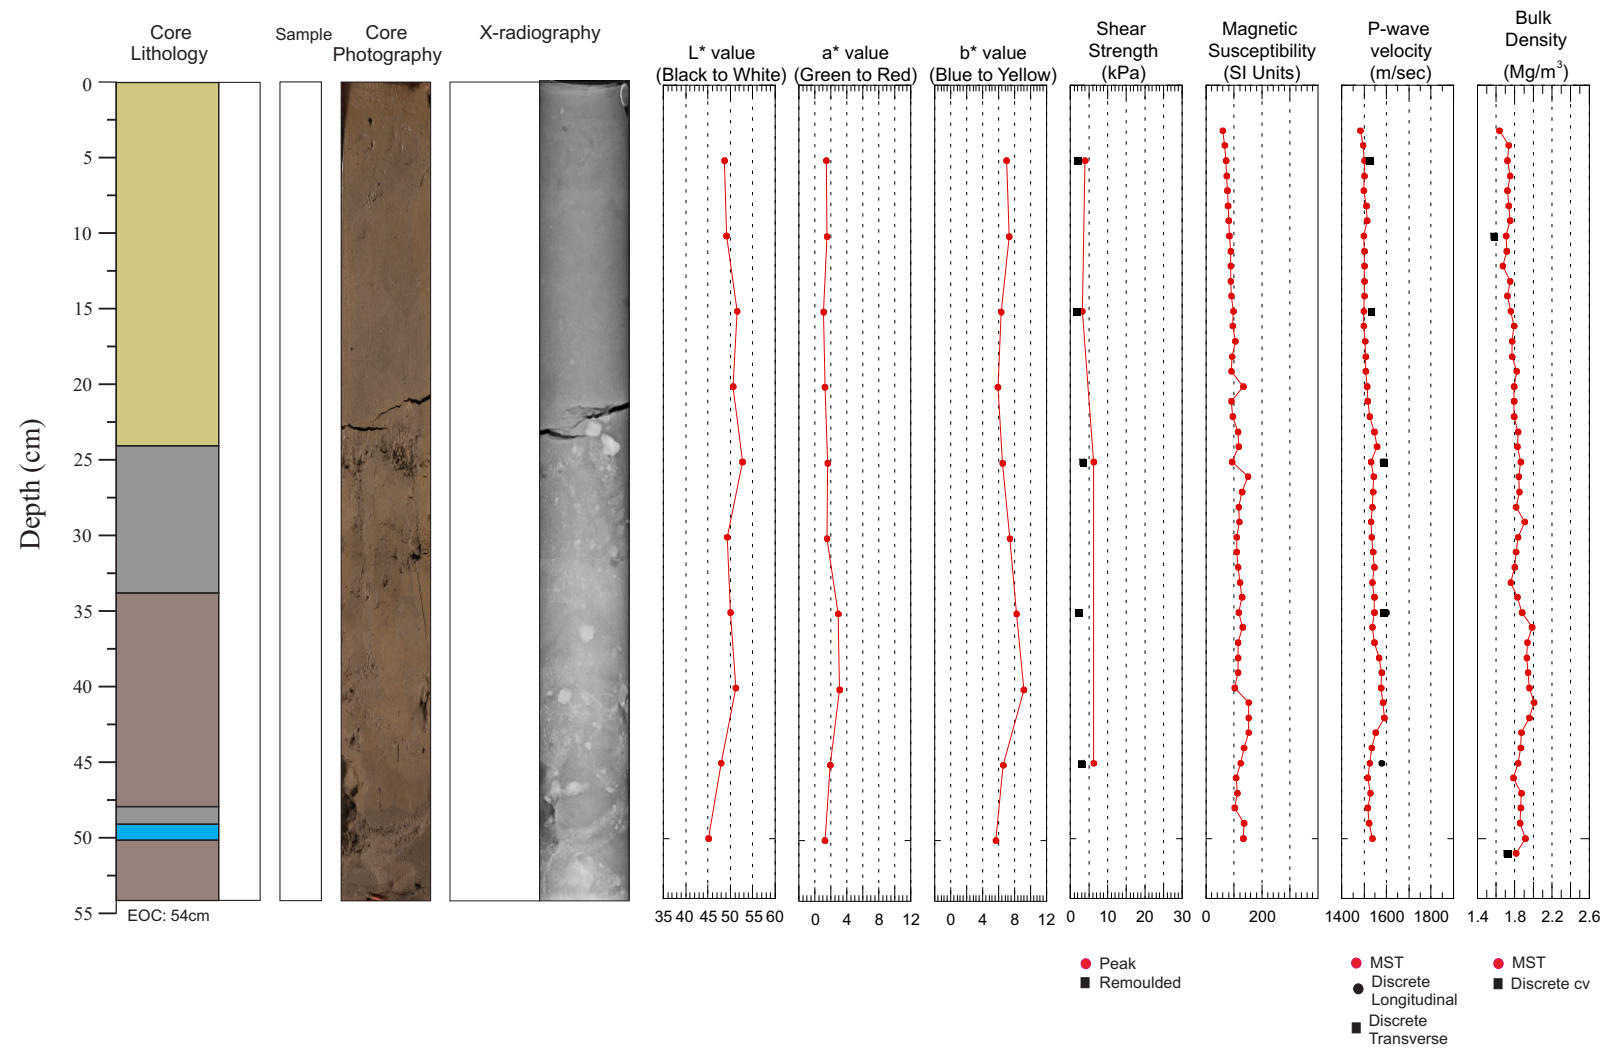 Core
Lithology
Sample
Core
Photography
X-radiography
L* value
(Black to White)
a* value
(Green to Red)
b* value
(Blue to Yellow)
Shear
Strength
(kPa)
Magnetic
Susceptibility
(SI Units)
P-wave
velocity
(m/sec)
Bulk
Density
(Mg/m³)
Depth (cm)
0
5
10
15
20
25
30
35
40
45
50
55
EOC: 54cm
35 40 45 50 55 60
0 4 8 12
0 4 8 12
0 10 20 30
0 200
1400 1600 1800
1.4 1.8 2.2 2.6
Peak
Remoulded
MST
Discrete
Longitudinal
Discrete
Transverse
MST
Discrete cv